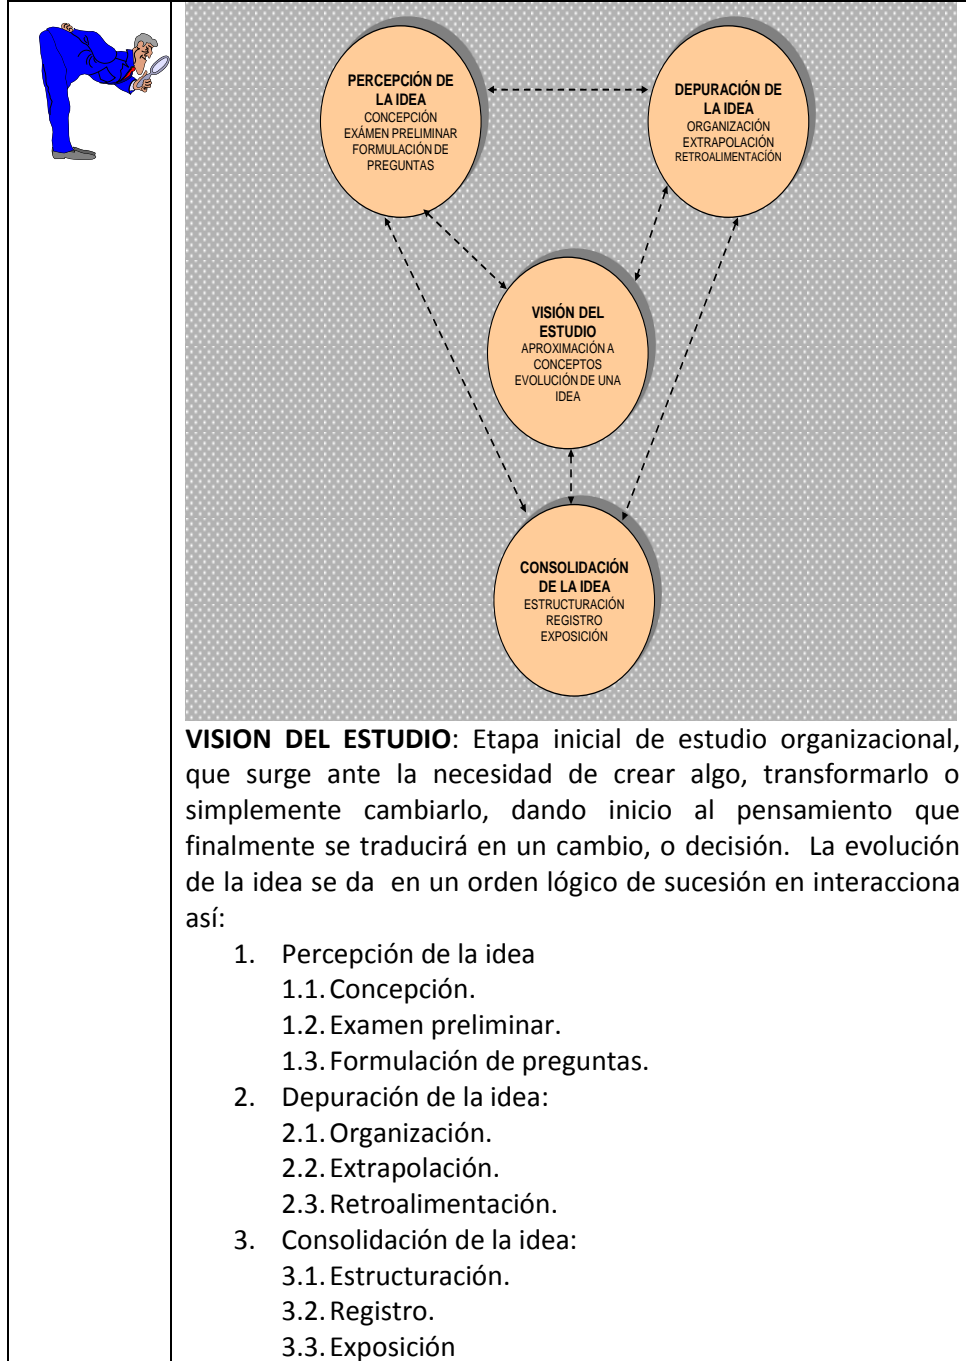 PERCEPCIÓN DE
LA IDEA
CONCEPCIÓN
EXÁMEN PRELIMINAR
FORMULACIÓN DE
PREGUNTAS
DEPURACIÓN DE
LA IDEA
ORGANIZACIÓN
EXTRAPOLACIÓN
RETROALIMENTACIÓN
VISIÓN DEL
ESTUDIO
APROXIMACIÓN A
CONCEPTOS
EVOLUCIÓN DE UNA
IDEA
CONSOLIDACIÓN
DE LA IDEA
ESTRUCTURACIÓN
REGISTRO
EXPOSICIÓN
VISION DEL ESTUDIO: Etapa inicial de estudio organizacional,
que surge ante la necesidad de crear algo, transformarlo o
simplemente cambiarlo, dando inicio al pensamiento que
finalmente se traducirá en un cambio, o decisión. La evolución
de la idea se da en un orden lógico de sucesión en interacciona
así:
1. Percepción de la idea
1.1. Concepción.
1.2. Examen preliminar.
1.3. Formulación de preguntas.
2. Depuración de la idea:
2.1. Organización.
2.2. Extrapolación.
2.3. Retroalimentación.
3. Consolidación de la idea:
3.1. Estructuración.
3.2. Registro.
3.3. Exposición